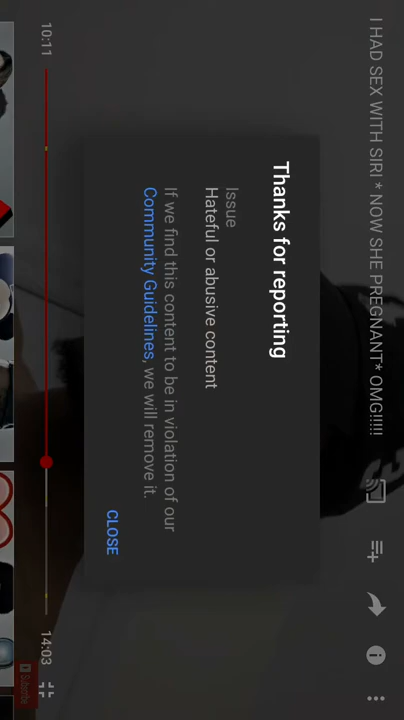 I HAD SEX WITH SIRI * NOW SHE PREGNANT* OMG!!!!!
Thanks for reporting
Issue
Hateful or abusive content
If we find this content to be in violation of our
Community Guidelines, we will remove it.
CLOSE
10:11
14:03
Subscribe